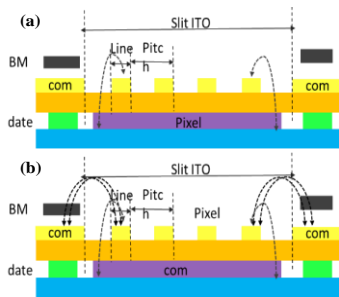 (a)
Slit ITO
BM
Line
Pitc
h
com
com
date
Pixel
(b)
Slit ITO
BM
Line
Pitc
h
Pixel
com
com
date
com